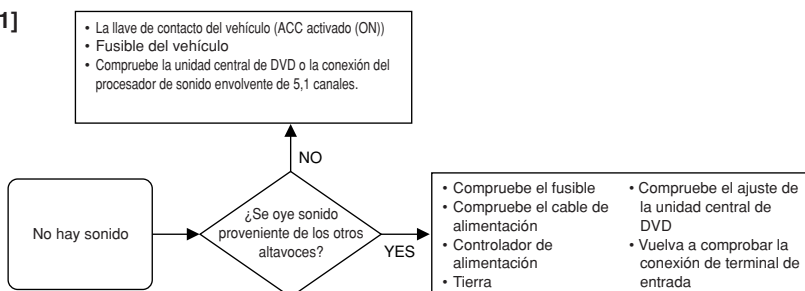 1]
• La llave de contacto del vehículo (ACC activado (ON))
• Fusible del vehículo
• Compruebe la unidad central de DVD o la conexión del
procesador de sonido envolvente de 5,1 canales.
NO
No hay sonido
¿Se oye sonido
proveniente de los otros
altavoces?
YES
• Compruebe el fusible
• Compruebe el cable de
alimentación
• Controlador de
alimentación
• Tierra
• Compruebe el ajuste de
la unidad central de
DVD
• Vuelva a comprobar la
conexión de terminal de
entrada